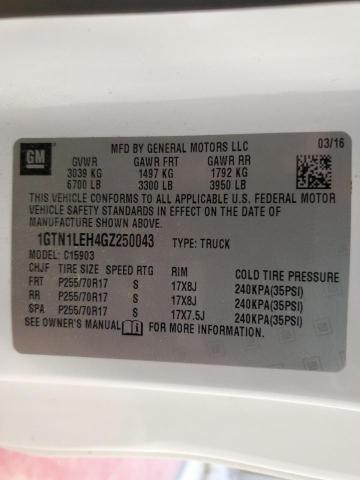 GM
MFD BY GENERAL MOTORS LLC 03/16
GVWR GAWR FRT GAWR RR
3039 KG 1497 KG 1792 KG
6700 LB 3300 LB 3950 LB
THIS VEHICLE CONFORMS TO ALL APPLICABLE U.S. FEDERAL MOTOR
VEHICLE SAFETY STANDARDS IN EFFECT ON THE DATE OF
MANUFACTURE SHOWN ABOVE.
1GTN1LEH4GZ250043 TYPE: TRUCK
MODEL: C15903
CHJF TIRE SIZE SPEED RTG RIM COLD TIRE PRESSURE
FRT P255/70R17 S 17X8J 240KPA(35PSI)
RR P255/70R17 S 17X8J 240KPA(35PSI)
SPA P255/70R17 S 17X7.5J 240KPA(35PSI)
SEE OWNER'S MANUAL FOR MORE INFORMATION.